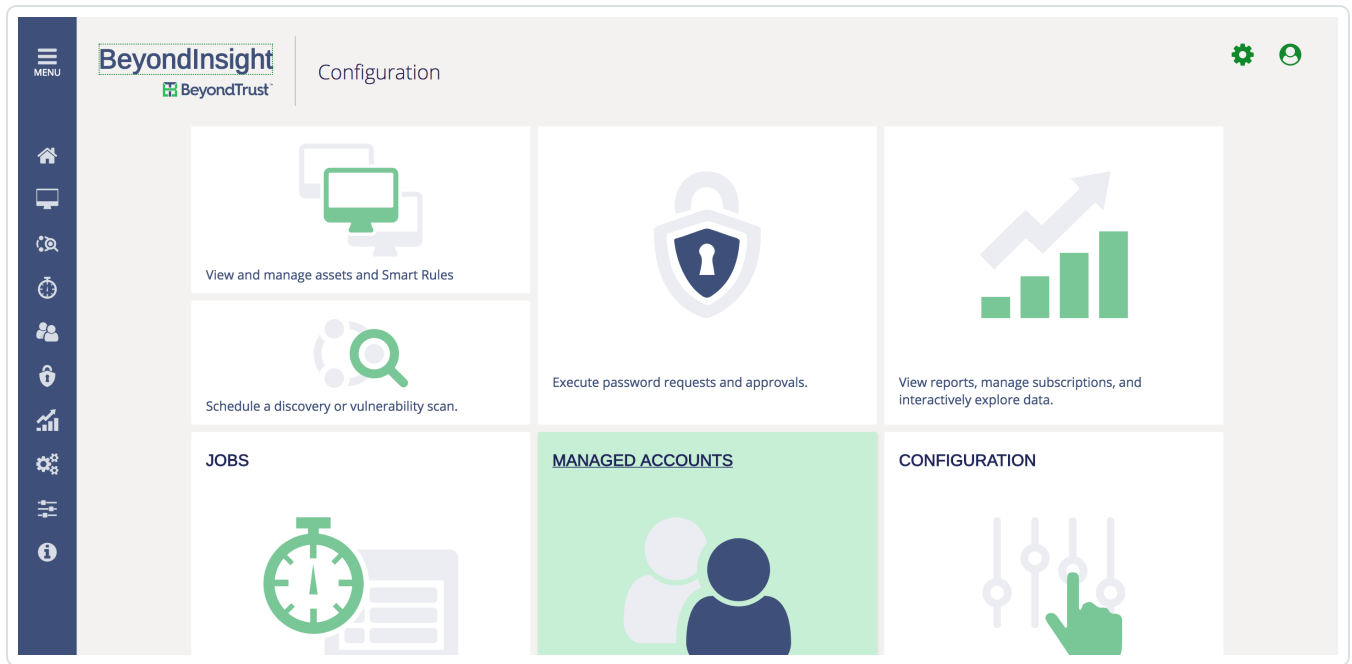 MENU
BeyondInsight
BeyondTrust™
Configuration
View and manage assets and Smart Rules
Schedule a discovery or vulnerability scan.
Execute password requests and approvals.
View reports, manage subscriptions, and
interactively explore data.
JOBS
MANAGED ACCOUNTS
CONFIGURATION